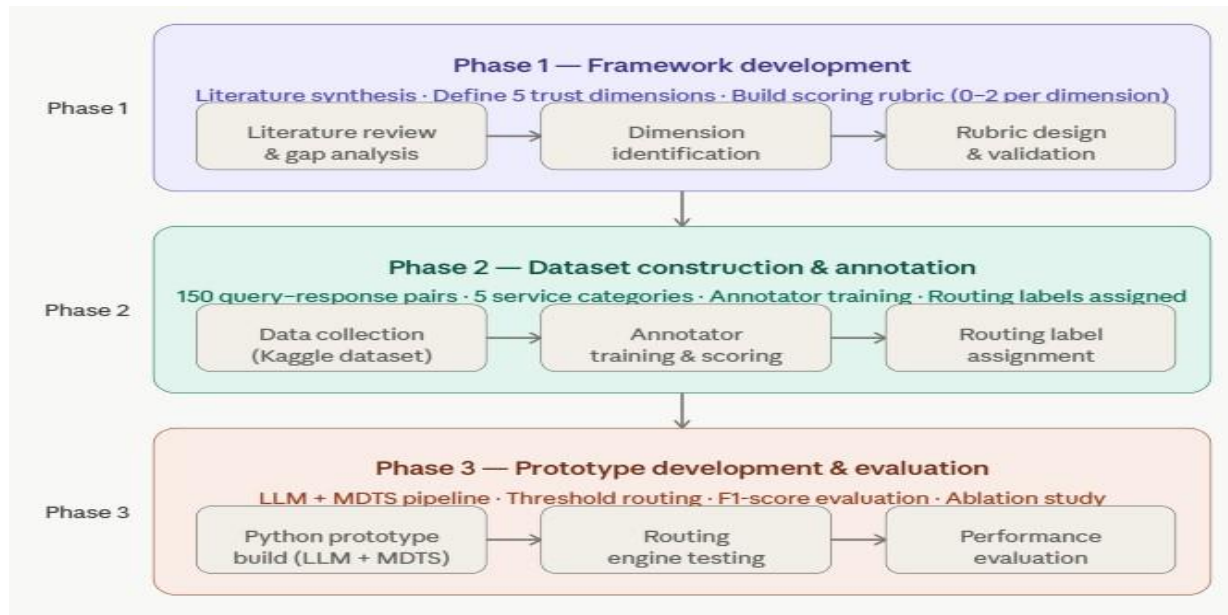 Phase 1 — Framework development
Literature synthesis · Define 5 trust dimensions · Build scoring rubric (0–2 per dimension)
Phase 1
Literature review
& gap analysis
Dimension
identification
Rubric design
& validation
Phase 2 — Dataset construction & annotation
150 query–response pairs · 5 service categories · Annotator training · Routing labels assigned
Phase 2
Data collection
(Kaggle dataset)
Annotator
training & scoring
Routing label
assignment
Phase 3 — Prototype development & evaluation
LLM + MDTS pipeline · Threshold routing · F1-score evaluation · Ablation study
Phase 3
Python prototype
build (LLM + MDTS)
Routing
engine testing
Performance
evaluation